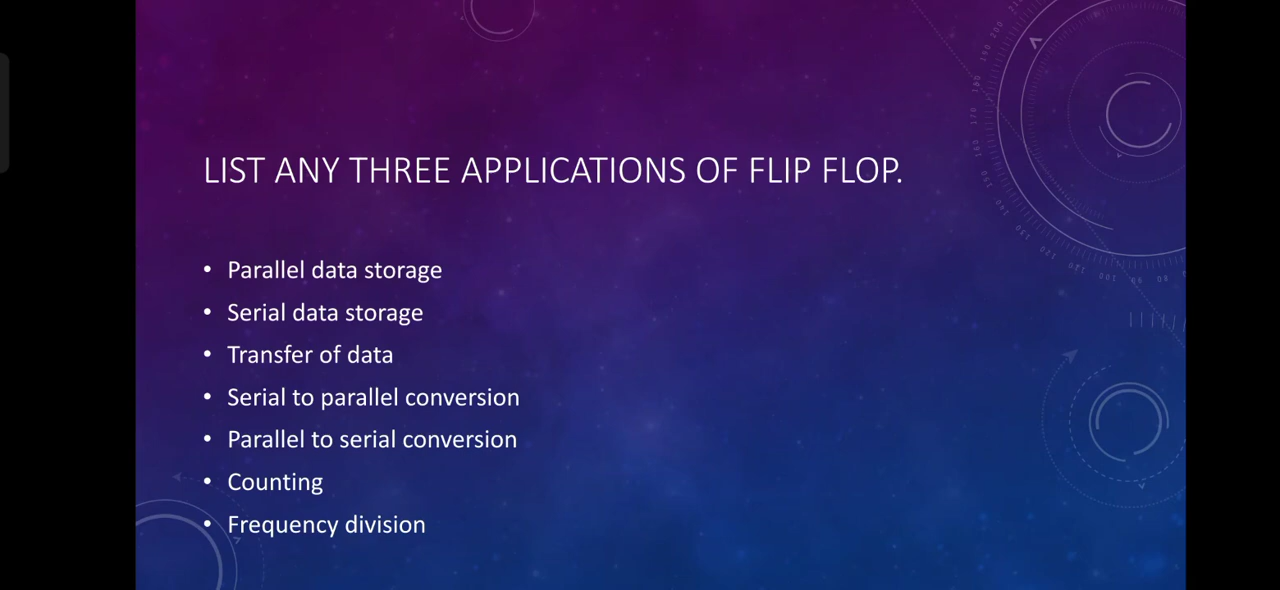 LIST ANY THREE APPLICATIONS OF FLIP FLOP.
• Parallel data storage
• Serial data storage
• Transfer of data
• Serial to parallel conversion
• Parallel to serial conversion
• Counting
• Frequency division